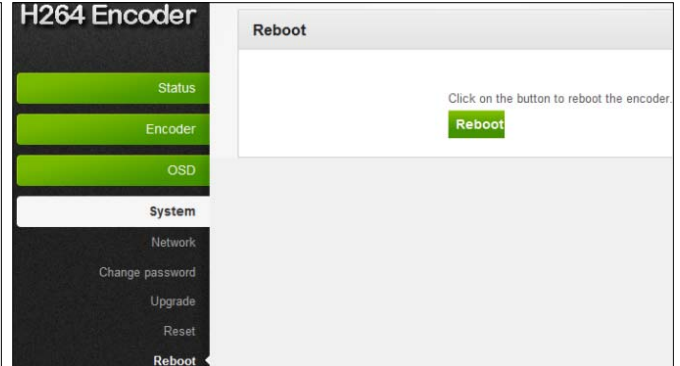 H264 Encoder
Status
Encoder
OSD
System
Network
Change password
Upgrade
Reset
Reboot
Reboot
Click on the button to reboot the encoder.
Reboot